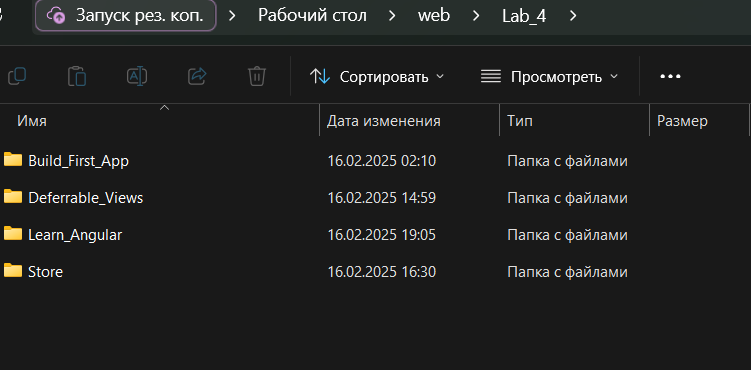 Запуск рез. коп. > Рабочий стол > web > Lab_4 >
Сортировать Просмотреть •••
Имя Дата изменения Тип Размер
Build_First_App 16.02.2025 02:10 Папка с файлами
Deferrable_Views 16.02.2025 14:59 Папка с файлами
Learn_Angular 16.02.2025 19:05 Папка с файлами
Store 16.02.2025 16:30 Папка с файлами